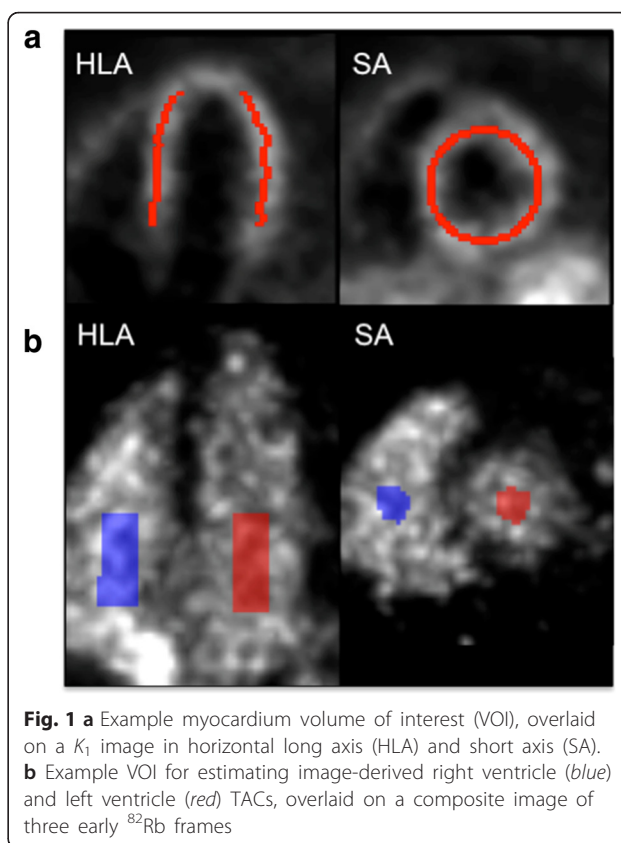 a
HLA
SA
b
HLA
SA
Fig. 1 a Example myocardium volume of interest (VOI), overlaid
on a K₁ image in horizontal long axis (HLA) and short axis (SA).
b Example VOI for estimating image-derived right ventricle (blue)
and left ventricle (red) TACs, overlaid on a composite image of
three early ⁸²Rb frames